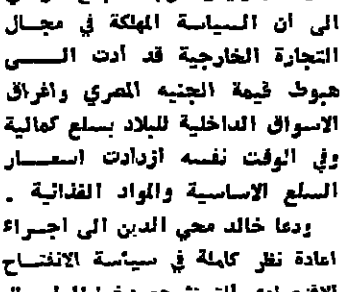 الى أن السياسة المهلكة في مجال
التجارة الخارجية قد أدت الى
هبوط قيمة الجنيه المصري واغراق
الاسواق الداخلية للبلاد بسلع كمالية
وفي الوقت نفسه ازدادت اسعار
السلع الاساسية والمواد الغذائية .
ودعا خالد محي الدين الى اجراء
اعادة نظر كاملة في سياسة الانفتاح